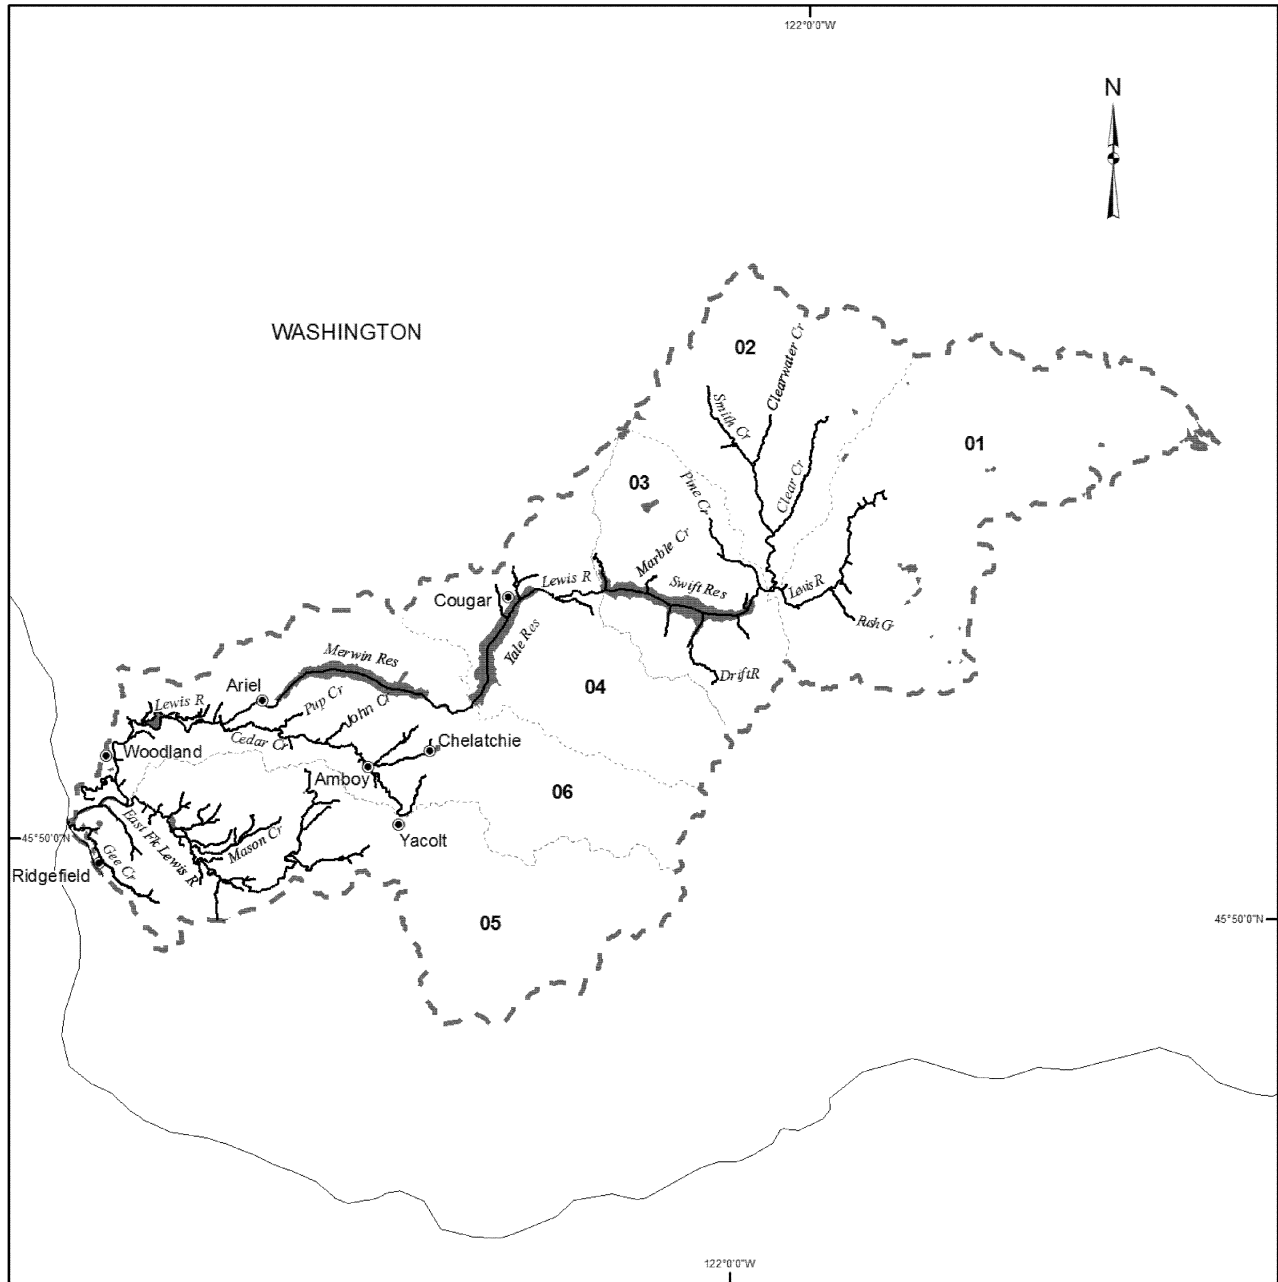 122°0'0"W
N
WASHINGTON
02
Clearwater Cr
Smith Cr
01
Clear Cr
03
Pine Cr
Marble Cr
Lewis R
Swift Res
Lewis R
Cougar
Rush Cr
Yale Res
Merwin Res
Drift R
04
Ariel
Pup Cr
John Cr
Lewis R
Cedar Cr
Chelatchie
Woodland
Amboy
06
East Fk Lewis R
Mason Cr
Yacolt
45°50'0"N
Gee Cr
Ridgefield
05
45°50'0"N
122°0'0"W